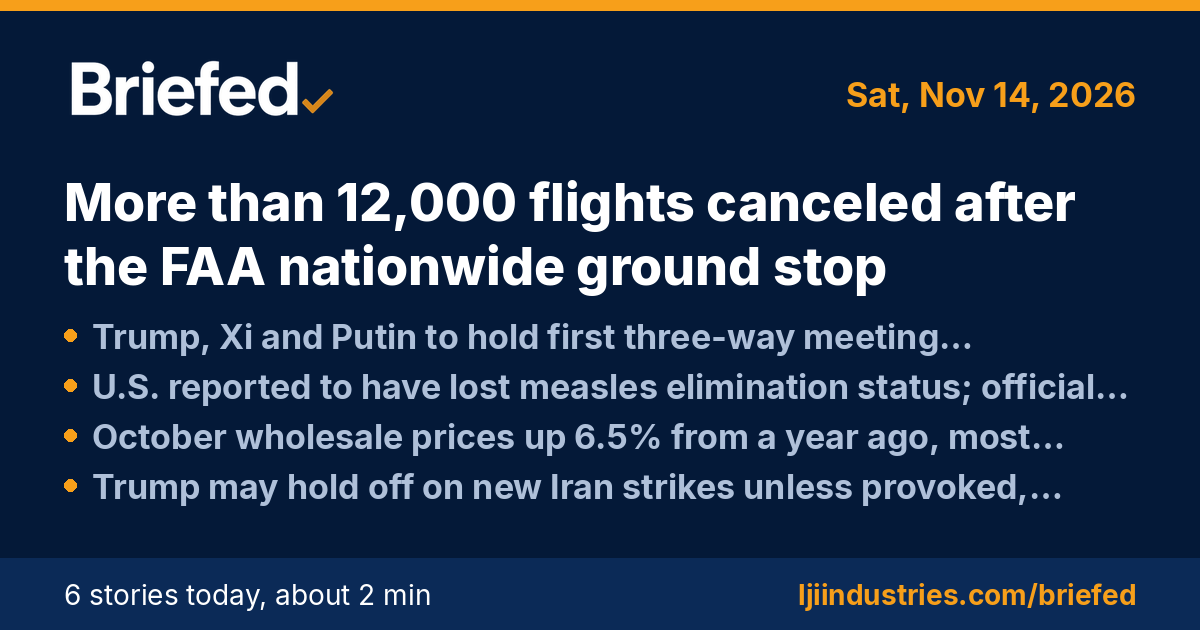 Briefed
Sat, Nov 14, 2026
More than 12,000 flights canceled after
the FAA nationwide ground stop
Trump, Xi and Putin to hold first three-way meeting...
U.S. reported to have lost measles elimination status; official...
October wholesale prices up 6.5% from a year ago, most...
Trump may hold off on new Iran strikes unless provoked,...
6 stories today, about 2 min
ljiindustries.com/briefed